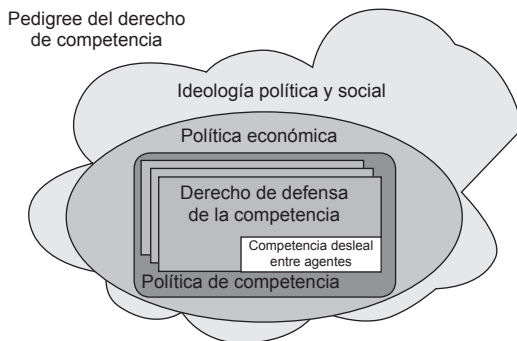 Pedigree del derecho
de competencia
Ideología política y social
Política económica
Derecho de defensa
de la competencia
Competencia desleal
entre agentes
Política de competencia